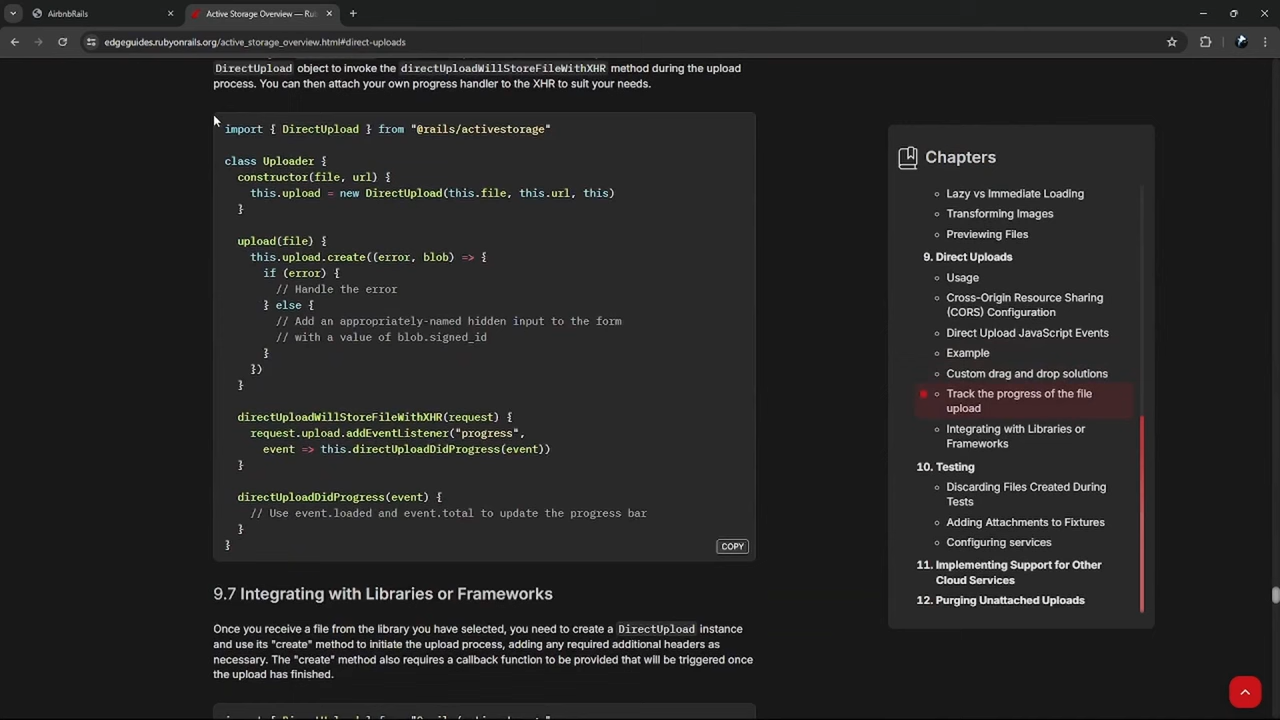 AirbnbRails
Active Storage Overview — Ru
edgeguides.rubyonrails.org/active_storage_overview.html#direct-uploads
DirectUpload object to invoke the directUploadWillStoreFileWithXHR method during the upload
process. You can then attach your own progress handler to the XHR to suit your needs.
import { DirectUpload } from "@rails/activestorage"
class Uploader {
constructor(file, url) {
this.upload = new DirectUpload(this.file, this.url, this)
}
upload(file) {
this.upload.create((error, blob) => {
if (error) {
// Handle the error
} else {
// Add an appropriately-named hidden input to the form
// with a value of blob.signed_id
}
})
}
directUploadWillStoreFileWithXHR(request) {
request.upload.addEventListener("progress",
event => this.directUploadDidProgress(event))
}
directUploadDidProgress(event) {
// Use event.loaded and event.total to update the progress bar
}
}
COPY
9.7 Integrating with Libraries or Frameworks
Once you receive a file from the library you have selected, you need to create a DirectUpload instance
and use its "create" method to initiate the upload process, adding any required additional headers as
necessary. The "create" method also requires a callback function to be provided that will be triggered once
the upload has finished.
Chapters
Lazy vs Immediate Loading
Transforming Images
Previewing Files
9. Direct Uploads
Usage
Cross-Origin Resource Sharing
(CORS) Configuration
Direct Upload JavaScript Events
Example
Custom drag and drop solutions
Track the progress of the file
upload
Integrating with Libraries or
Frameworks
10. Testing
Discarding Files Created During
Tests
Adding Attachments to Fixtures
Configuring services
11. Implementing Support for Other
Cloud Services
12. Purging Unattached Uploads